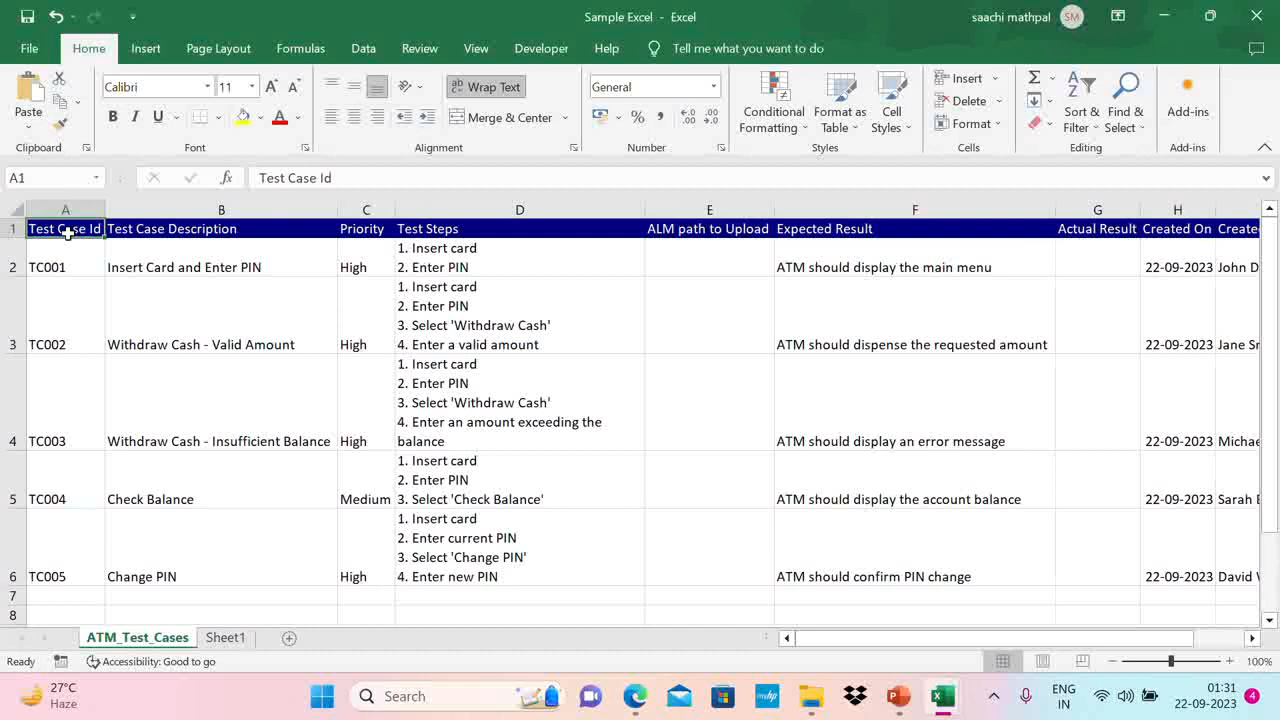 Sample Excel - Excel
saachi mathpal
SM
File Home Insert Page Layout Formulas Data Review View Developer Help Tell me what you want to do
Paste
Clipboard
Calibri 11
B I U
Font
Wrap Text
Merge & Center
Alignment
General
Number
Conditional Formatting
Format as Table
Cell Styles
Styles
Insert
Delete
Format
Cells
Sort & Filter
Find & Select
Editing
Add-ins
Add-ins
A1 fx Test Case Id
A B C D E F G H
1 Test Case Id Test Case Description Priority Test Steps ALM path to Upload Expected Result Actual Result Created On Create
1. Insert card
2 TC001 Insert Card and Enter PIN High 2. Enter PIN ATM should display the main menu 22-09-2023 John D
1. Insert card
2. Enter PIN
3. Select 'Withdraw Cash'
3 TC002 Withdraw Cash - Valid Amount High 4. Enter a valid amount ATM should dispense the requested amount 22-09-2023 Jane Sr
1. Insert card
2. Enter PIN
3. Select 'Withdraw Cash'
4. Enter an amount exceeding the
4 TC003 Withdraw Cash - Insufficient Balance High balance ATM should display an error message 22-09-2023 Michae
1. Insert card
2. Enter PIN
5 TC004 Check Balance Medium 3. Select 'Check Balance' ATM should display the account balance 22-09-2023 Sarah
1. Insert card
2. Enter current PIN
3. Select 'Change PIN'
6 TC005 Change PIN High 4. Enter new PIN ATM should confirm PIN change 22-09-2023 David
7
8
ATM_Test_Cases Sheet1
Ready Accessibility: Good to go 100%
27°C
Haze
Search
ENG
IN
01:31
22-09-2023
4